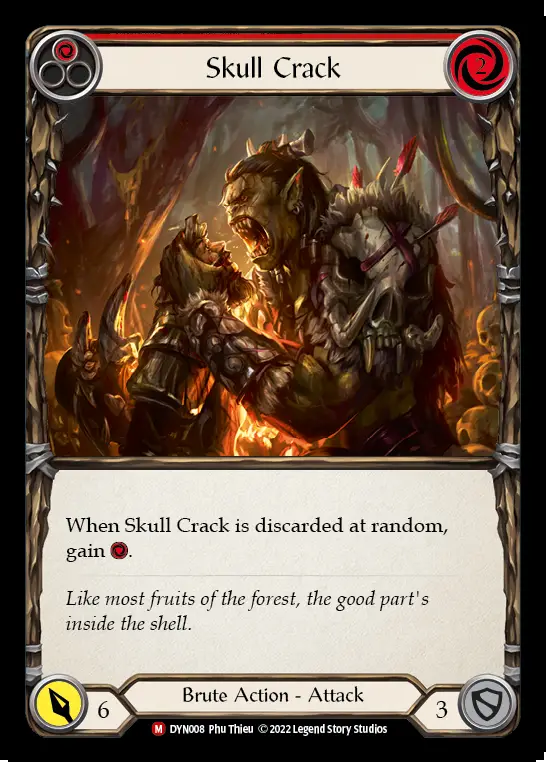 Skull Crack
2
When Skull Crack is discarded at random,
gain .
Like most fruits of the forest, the good part's
inside the shell.
Brute Action - Attack
6
3
M DYN008 Phu Thieu © 2022 Legend Story Studios